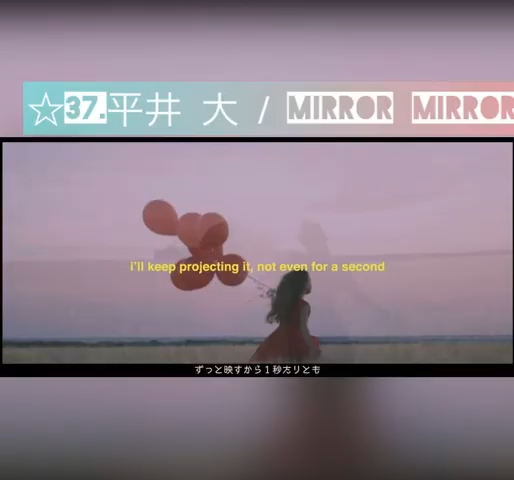 ☆37.平井 大 / MIRROR MIRROR
i'll keep projecting it, not even for a second
ずっと映すから1秒たりとも